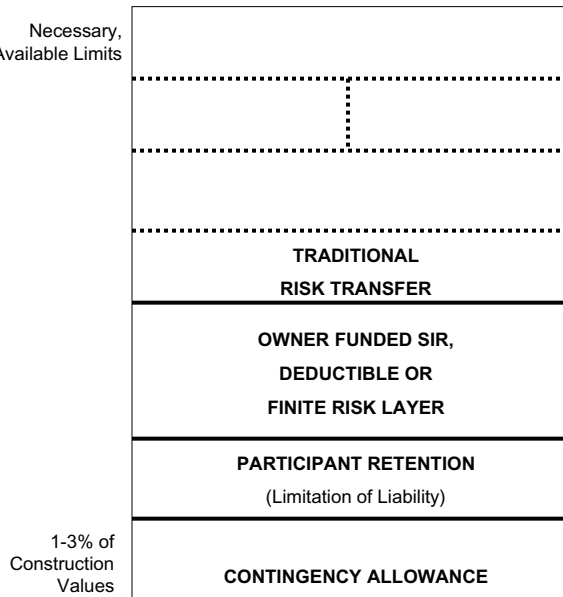 Necessary,
Available Limits
TRADITIONAL
RISK TRANSFER
OWNER FUNDED SIR,
DEDUCTIBLE OR
FINITE RISK LAYER
PARTICIPANT RETENTION
(Limitation of Liability)
1-3% of
Construction
Values
CONTINGENCY ALLOWANCE